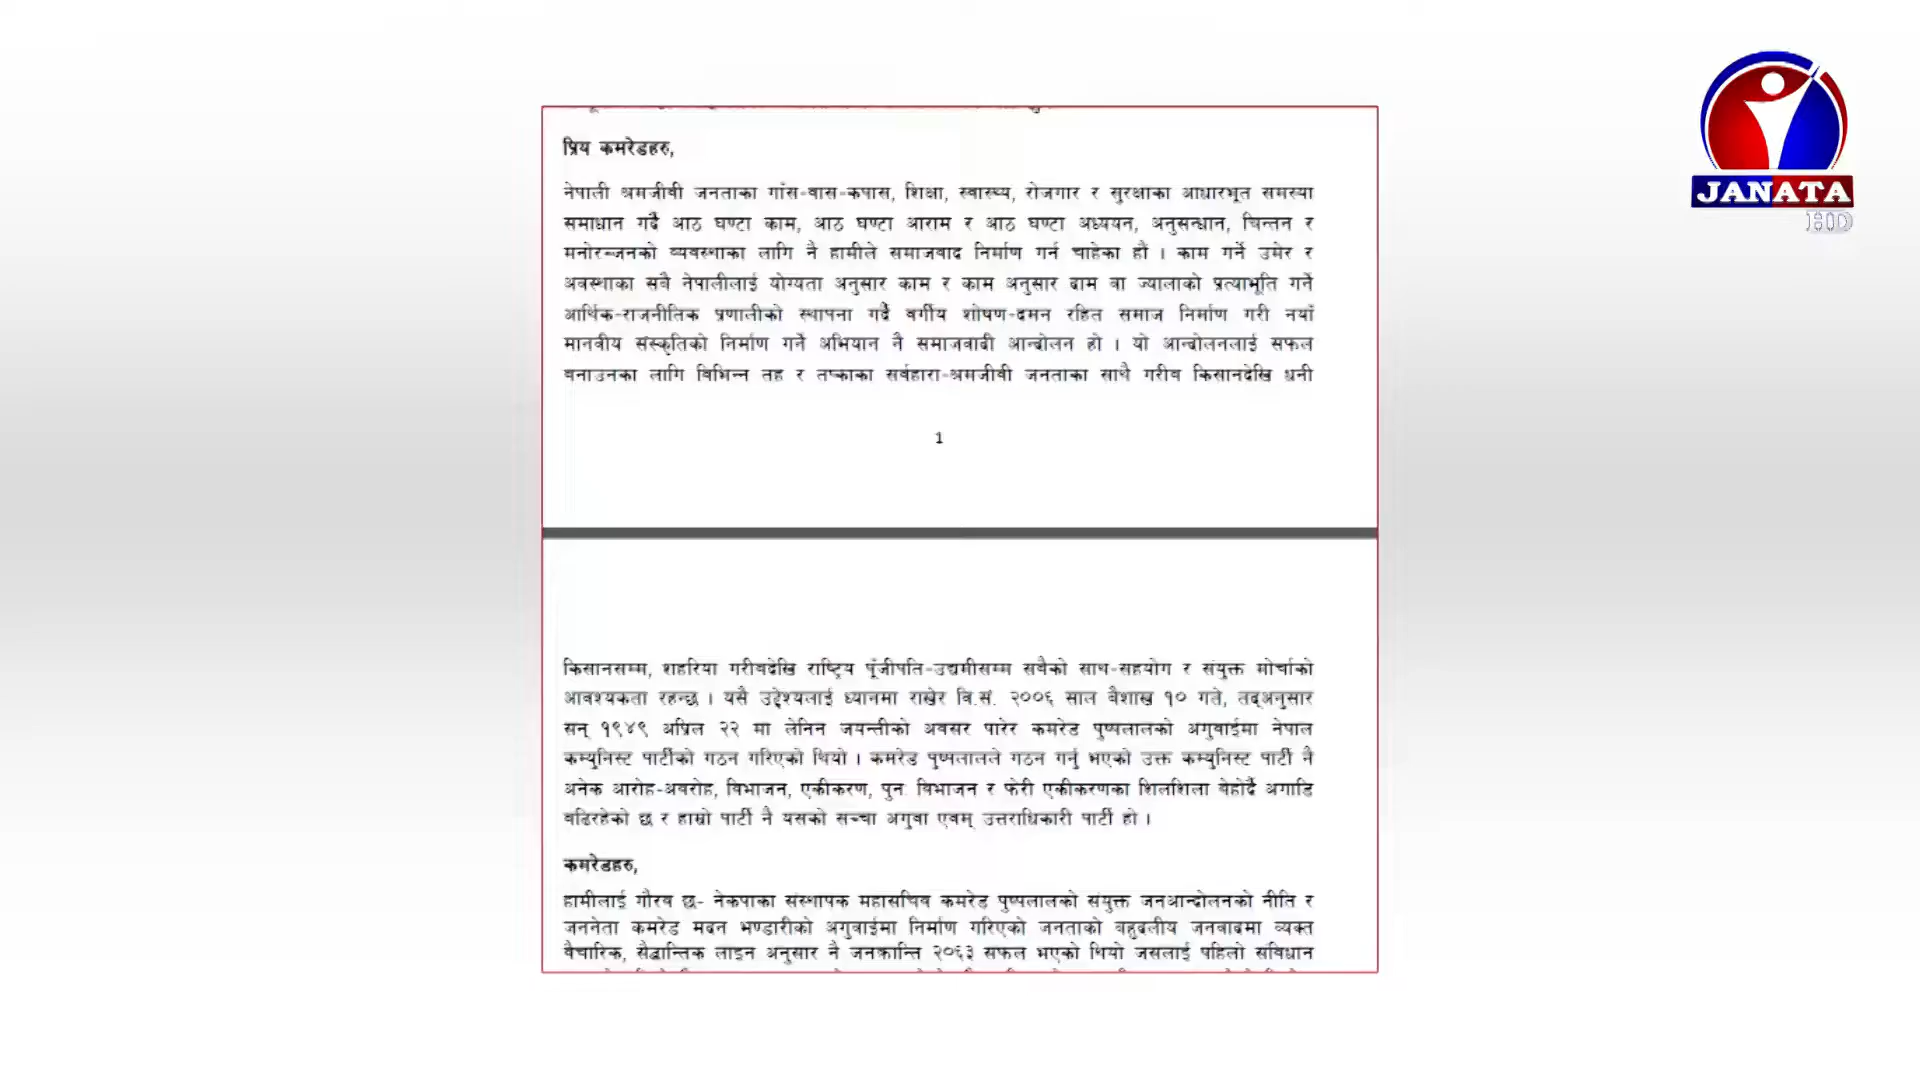 प्रिय कमरेडहरु,
नेपाली श्रमजीवी जनताका गाँस-वास-कपास, शिक्षा, स्वास्थ्य, रोजगार र सुरक्षाका आधारभूत समस्या
समाधान गर्दै आठ घण्टा काम, आठ घण्टा आराम र आठ घण्टा अध्ययन, अनुसन्धान, चिन्तन र
मनोरञ्जनको व्यवस्थाका लागि नै हामीले समाजवाद निर्माण गर्न चाहेका हौं । काम गर्ने उमेर र
अवस्थाका सबै नेपालीलाई योग्यता अनुसार काम र काम अनुसार दाम वा ज्यालाको प्रत्याभूति गर्ने
आर्थिक-राजनीतिक प्रणालीको स्थापना गर्दै वर्गीय शोषण-दमन रहित समाज निर्माण गरी नयाँ
मानवीय संस्कृतिको निर्माण गर्ने अभियान नै समाजवादी आन्दोलन हो । यो आन्दोलनलाई सफल
बनाउनका लागि विभिन्न तह र तप्काका सर्वहारा-श्रमजीवी जनताका साथै गरीब किसानदेखि धनी
1
किसानसम्म, शहरिया गरीबदेखि राष्ट्रिय पूँजीपति-उद्यमीसम्म सबैको साथ-सहयोग र संयुक्त मोर्चाको
आवश्यकता रहन्छ । यसै उद्देश्यलाई ध्यानमा राखेर वि.सं. २००६ साल बैशाख १० गते, तद्अनुसार
सन् १९४९ अप्रिल २२ मा लेनिन जयन्तीको अवसर पारेर कमरेड पुष्पलालको अगुवाईमा नेपाल
कम्युनिस्ट पार्टीको गठन गरिएको थियो । कमरेड पुष्पलालले गठन गर्नु भएको उक्त कम्युनिस्ट पार्टी नै
अनेक आरोह-अवरोह, विभाजन, एकीकरण, पुन: विभाजन र फेरी एकीकरणका शिलशिला बेहोर्दै अगाडि
बढिरहेको छ र हाम्रो पार्टी नै यसको सच्चा अगुवा एवम् उत्तराधिकारी पार्टी हो ।
कमरेडहरु,
हामीलाई गौरव छ- नेकपाका संस्थापक महासचिव कमरेड पुष्पलालको संयुक्त जनआन्दोलनको नीति र
जननेता कमरेड मदन भण्डारीको अगुवाईमा निर्माण गरिएको जनताको बहुदलीय जनवादमा व्यक्त
वैचारिक, सैद्धान्तिक लाइन अनुसार नै जनक्रान्ति २०६३ सफल भएको थियो जसलाई पहिलो संविधान
JANATA
HD